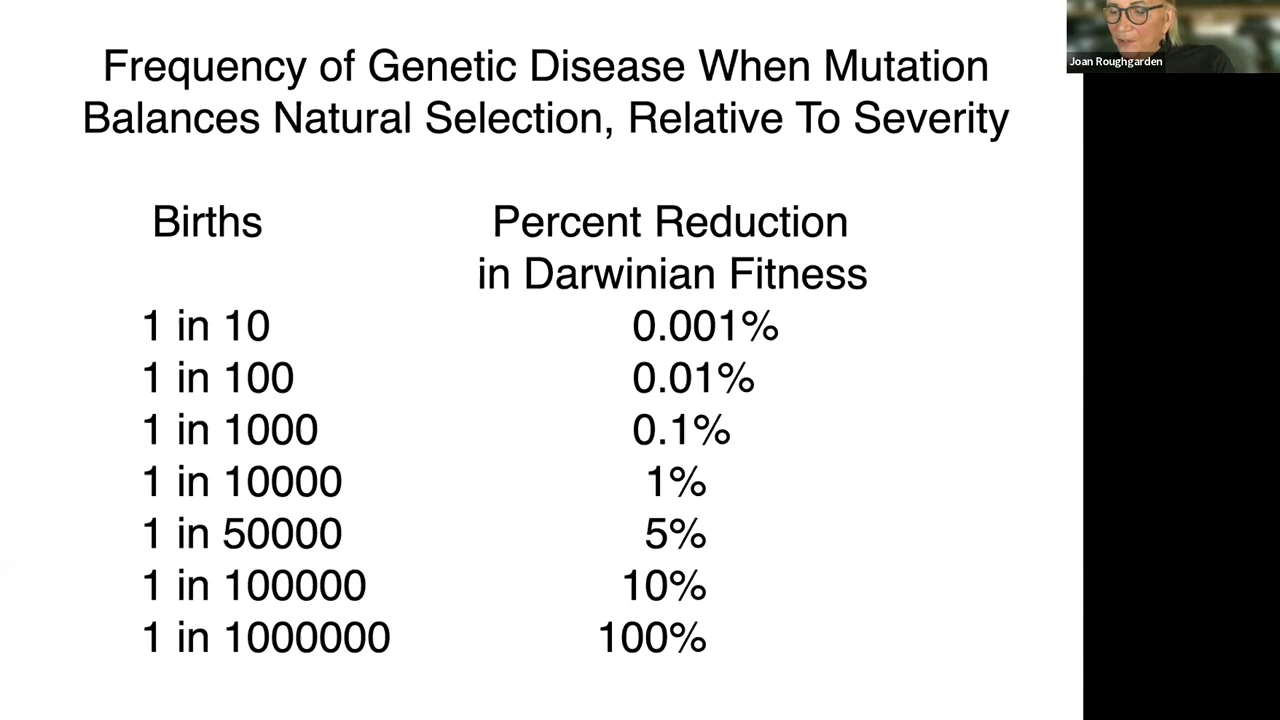 Frequency of Genetic Disease When Mutation
Balances Natural Selection, Relative To Severity
Joan Roughgarden
Births Percent Reduction
in Darwinian Fitness
1 in 10 0.001%
1 in 100 0.01%
1 in 1000 0.1%
1 in 10000 1%
1 in 50000 5%
1 in 100000 10%
1 in 1000000 100%